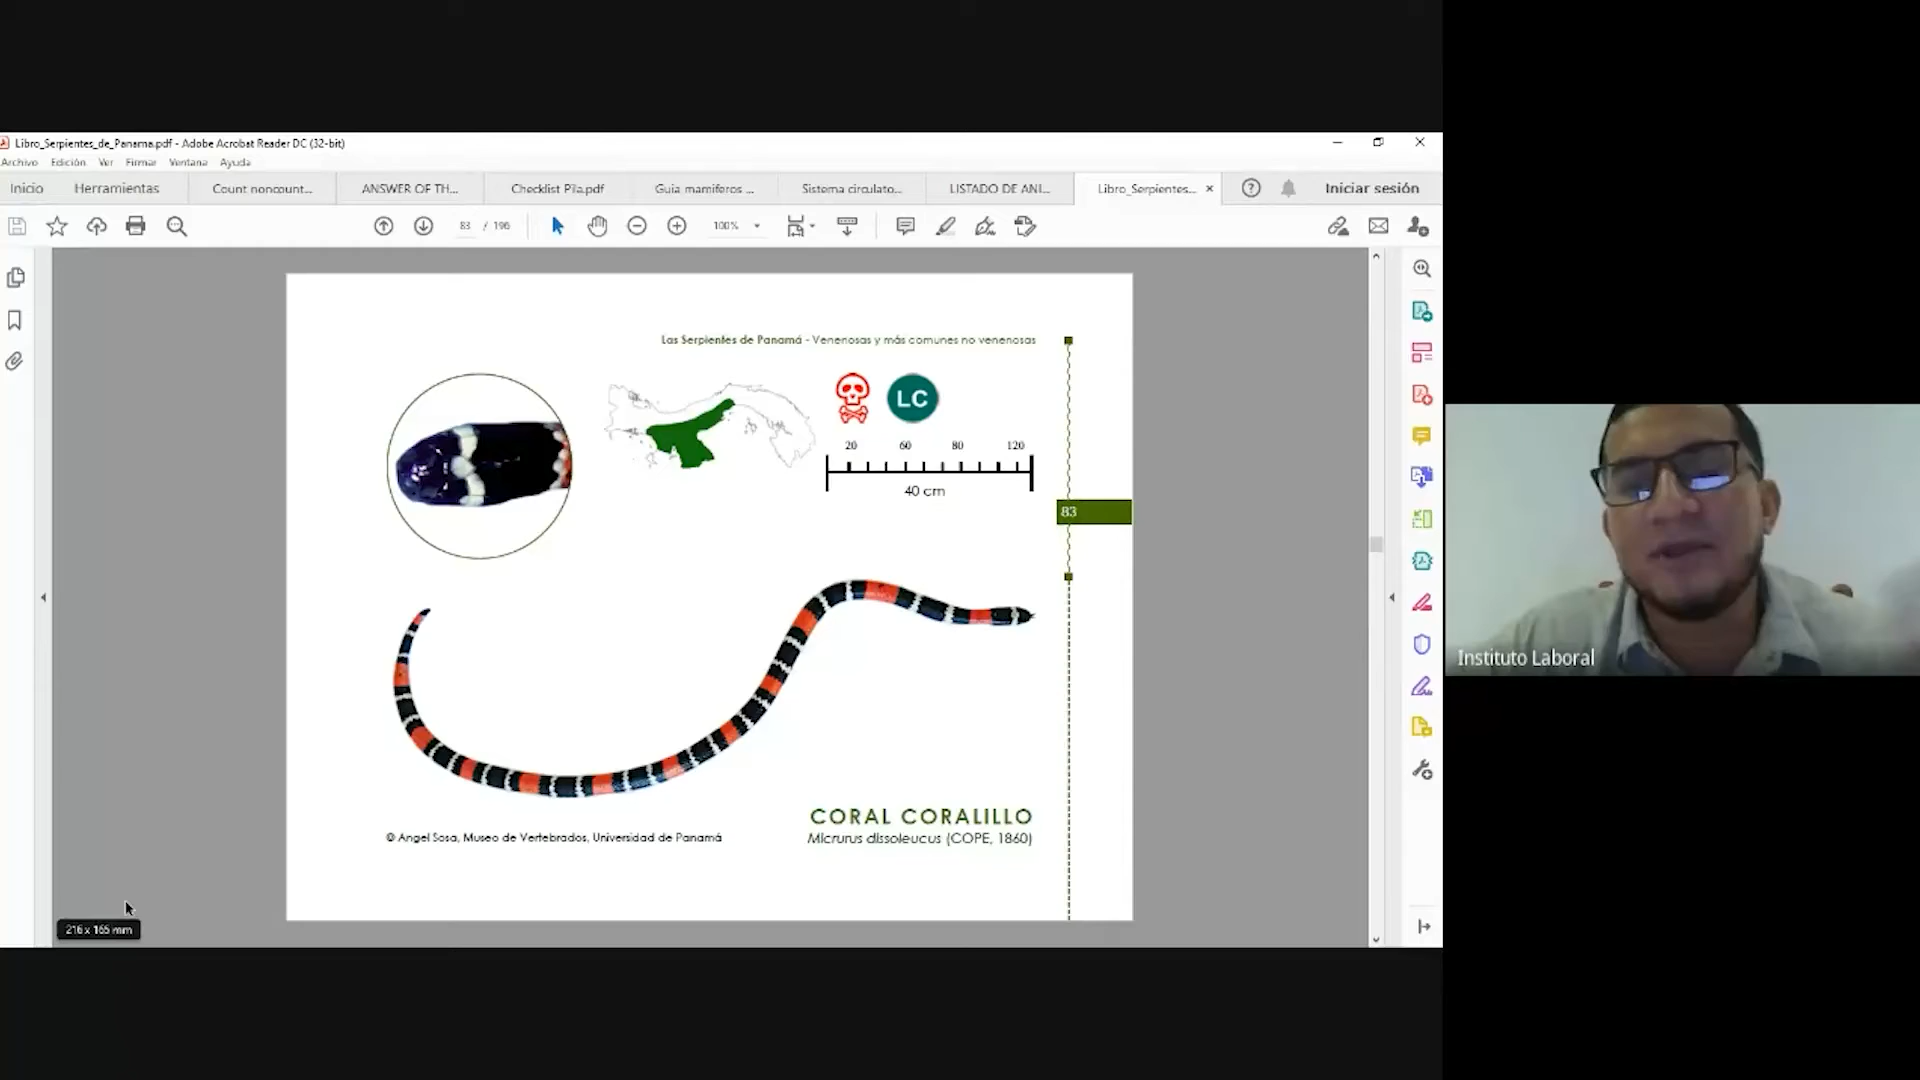 Libro_Serpientes_de_Panama.pdf - Adobe Acrobat Reader DC (32-bit)
Archivo Edición Ver Firmar Ventana Ayuda
Inicio Herramientas Count noncount... ANSWER OF TH... Checklist Pila.pdf Guia mamiferos ... Sistema circulato... LISTADO DE ANI... Libro_Serpientes... Iniciar sesión
83 / 196 100%
Las Serpientes de Panamá - Venenosas y más comunes no venenosas
LC
20 60 80 120
40 cm
83
Instituto Laboral
CORAL CORALILLO
© Angel Sosa, Museo de Vertebrados, Universidad de Panamá
Micrurus dissoleucus (COPE, 1860)
216 x 165 mm